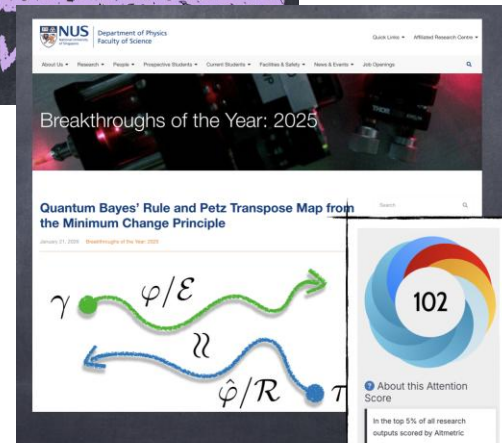 NUS
National University
of Singapore
Department of Physics
Faculty of Science
Quick Links
Affiliated Research Centre
About Us
Research
People
Prospective Students
Current Students
Facilities & Safety
News & Events
Job Openings
Breakthroughs of the Year: 2025
Quantum Bayes' Rule and Petz Transpose Map from
the Minimum Change Principle
Search
Breakthroughs of the Year 2025
γ
φ/ℰ
≀≀
φ̂/ℛ
τ
102
About this Attention
Score
In the top 5% of all research
outputs scored by Altmetric